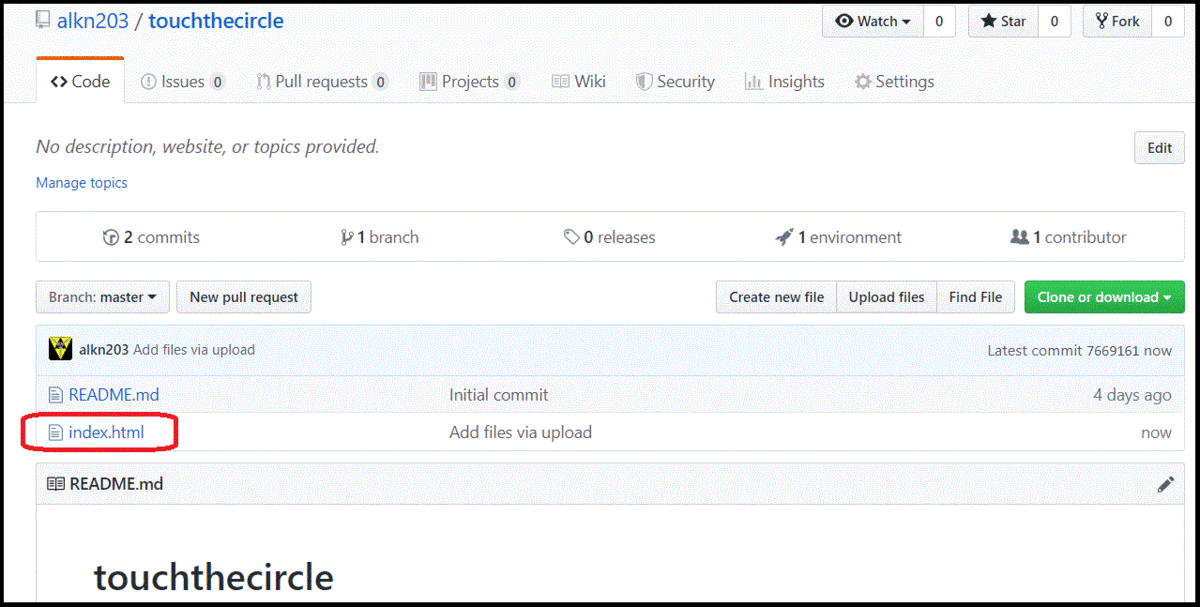 alkn203 / touchthecircle Watch 0 Star 0 Fork 0
Code Issues 0 Pull requests 0 Projects 0 Wiki Security Insights Settings
No description, website, or topics provided. Edit
Manage topics
2 commits 1 branch 0 releases 1 environment 1 contributor
Branch: master New pull request Create new file Upload files Find File Clone or download
alkn203 Add files via upload Latest commit 7669161 now
README.md Initial commit 4 days ago
index.html Add files via upload now
README.md
touchthecircle